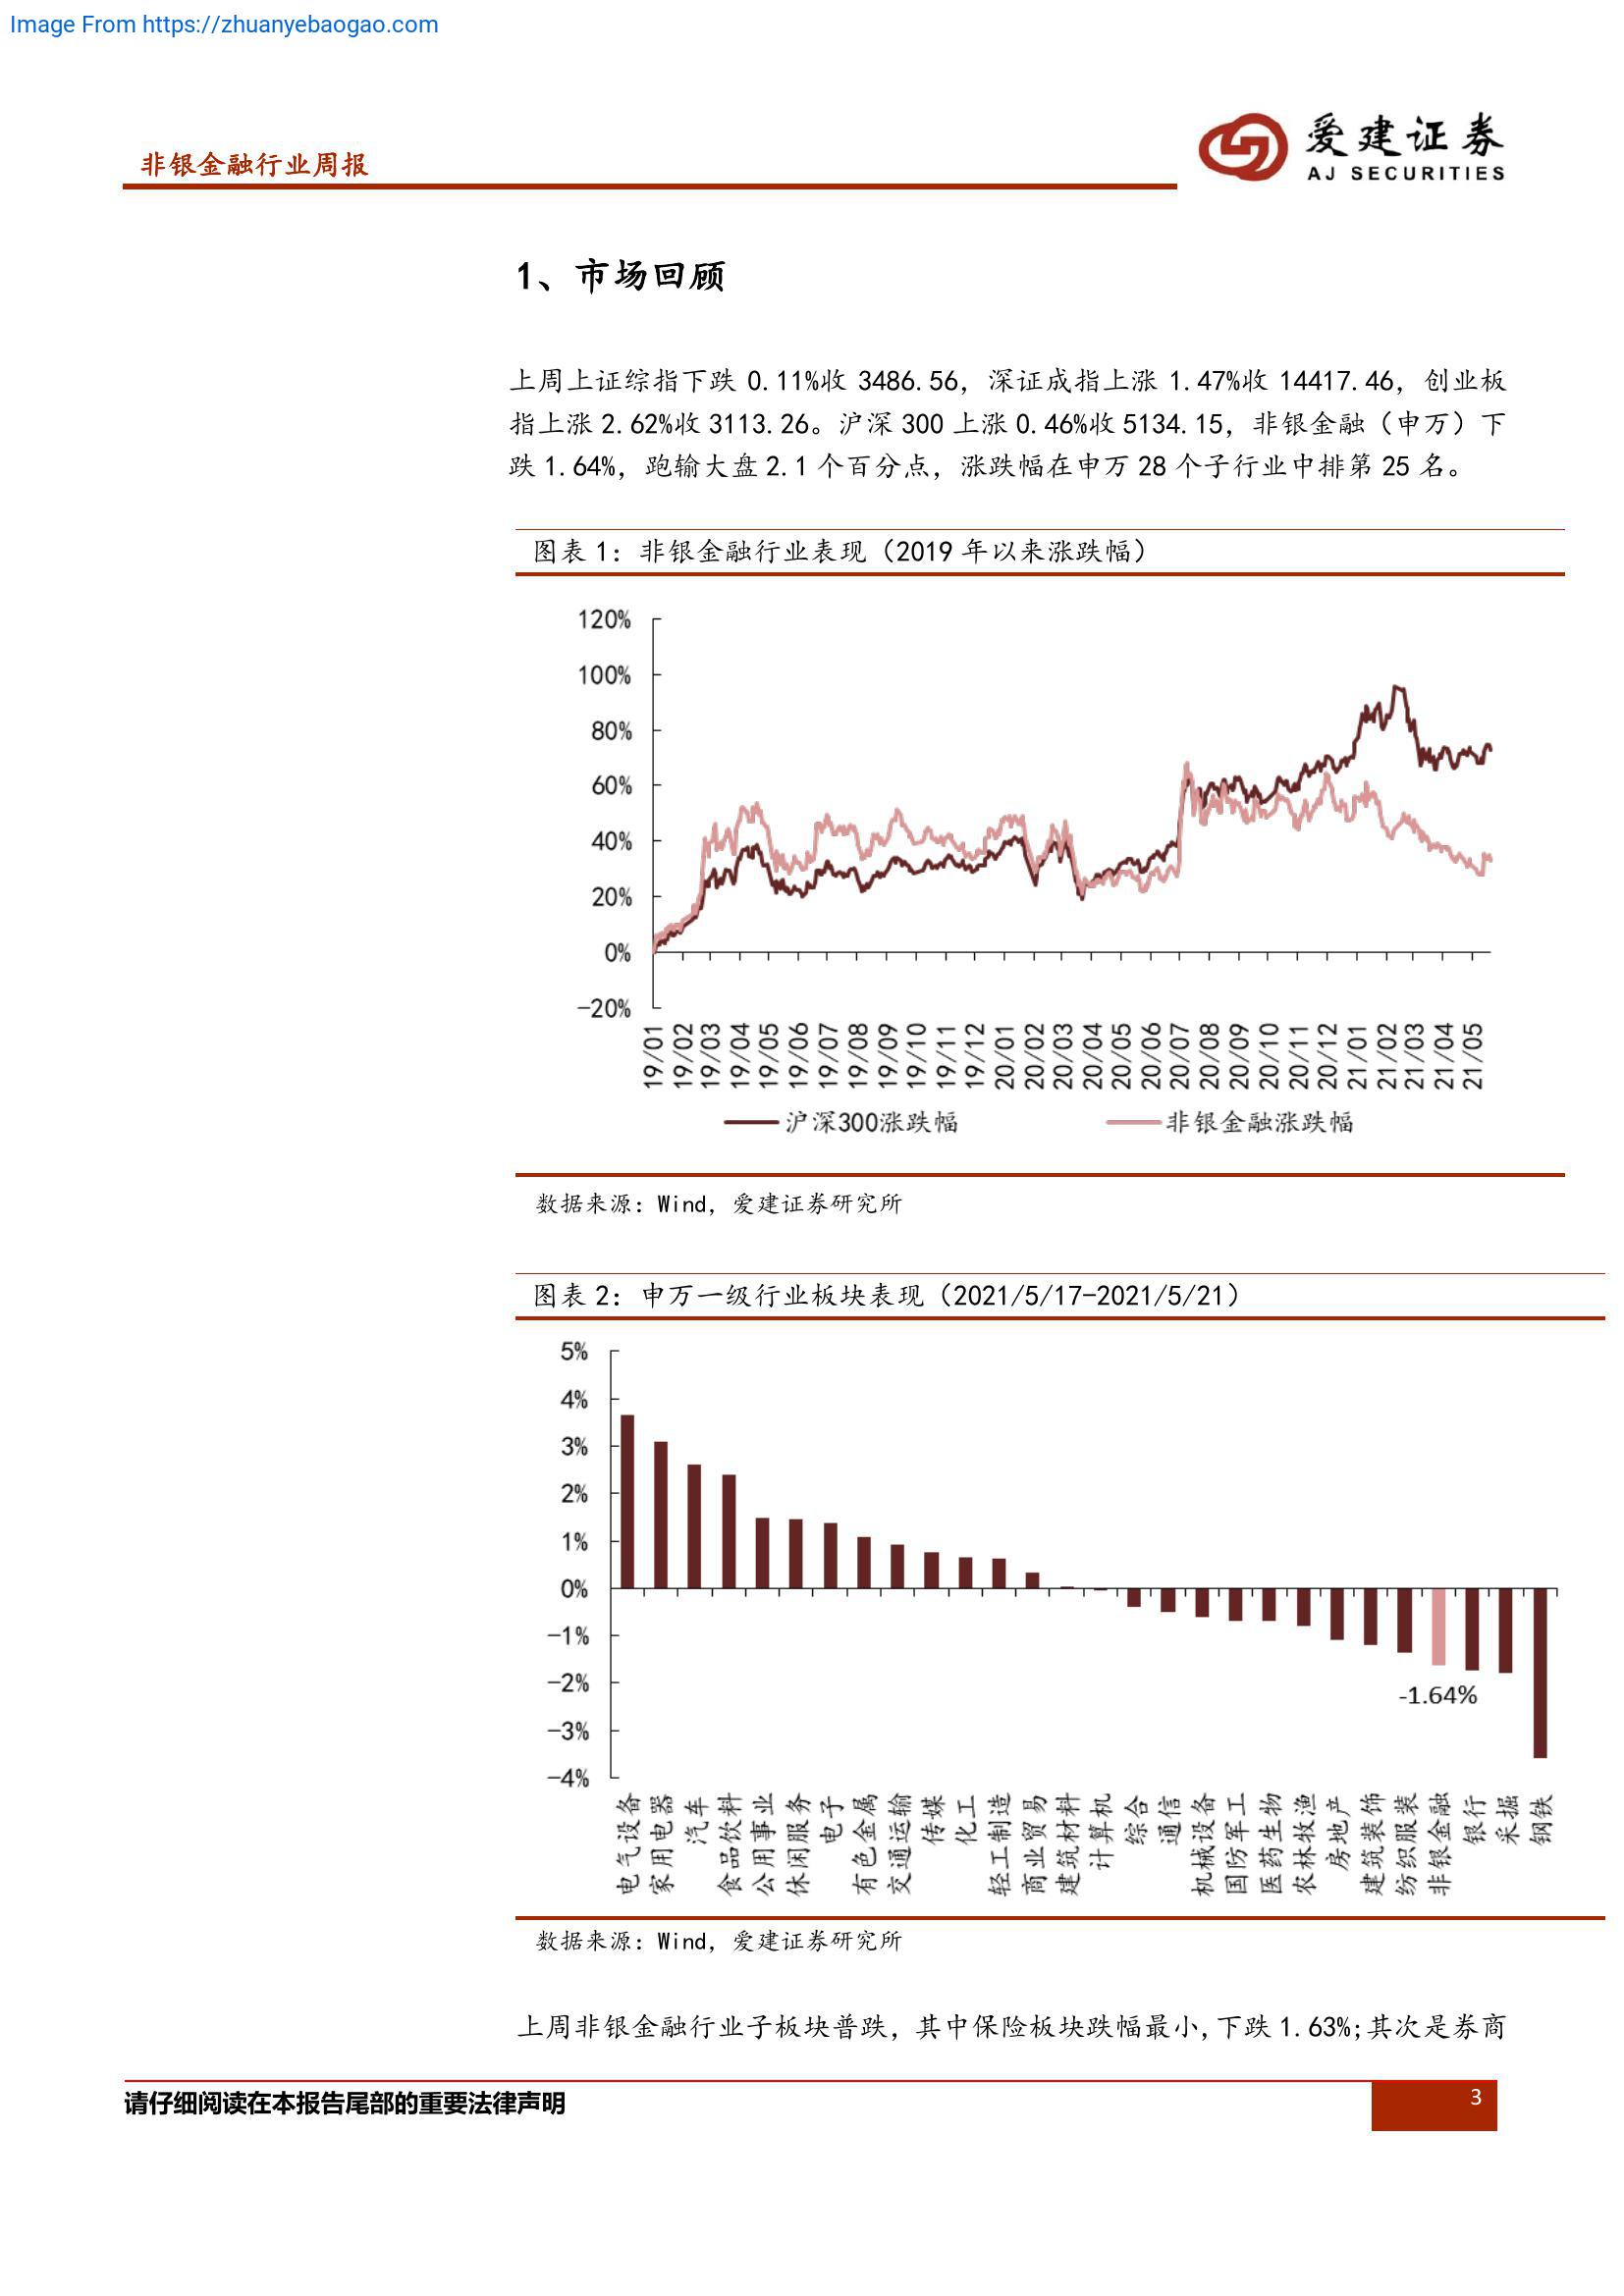 Image From https://zhuanyebaogao.com
非银金融行业周报
爱建证券
AJ SECURITIES
1、市场回顾
上周上证综指下跌 0.11%收 3486.56，深证成指上涨 1.47%收 14417.46，创业板
指上涨 2.62%收 3113.26。沪深 300 上涨 0.46%收 5134.15，非银金融（申万）下
跌 1.64%，跑输大盘 2.1 个百分点，涨跌幅在申万 28 个子行业中排第 25 名。
图表 1：非银金融行业表现（2019 年以来涨跌幅）
120%
100%
80%
60%
40%
20%
0%
-20%
19/01 19/02 19/03 19/04 19/05 19/06 19/07 19/08 19/09 19/10 19/11 19/12 20/01 20/02 20/03 20/04 20/05 20/06 20/07 20/08 20/09 20/10 20/11 20/12 21/01 21/02 21/03 21/04 21/05
沪深300涨跌幅 非银金融涨跌幅
数据来源：Wind，爱建证券研究所
图表 2：申万一级行业板块表现（2021/5/17-2021/5/21）
5%
4%
3%
2%
1%
0%
-1%
-2%
-3%
-4%
-1.64%
电气设备 家用电器 汽车 食品饮料 公用事业 休闲服务 电子 有色金属 交通运输 传媒 化工 轻工制造 商业贸易 建筑材料 计算机 综合 通信 机械设备 国防军工 医药生物 农林牧渔 房地产 建筑装饰 纺织服装 非银金融 银行 采掘 钢铁
数据来源：Wind，爱建证券研究所
上周非银金融行业子板块普跌，其中保险板块跌幅最小,下跌 1.63%;其次是券商
请仔细阅读在本报告尾部的重要法律声明
3